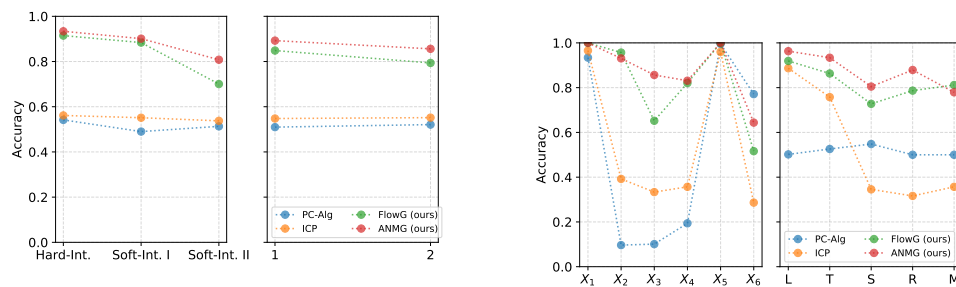 1.0
0.8
0.6
0.4
0.2
0.0
Accuracy
Hard-Int. Soft-Int. I Soft-Int. II
1 2
PC-Alg FlowG (ours)
ICP ANMG (ours)
1.0
0.8
0.6
0.4
0.2
0.0
Accuracy
X1 X2 X3 X4 X5 X6
L T S R M
PC-Alg FlowG (ours)
ICP ANMG (ours)